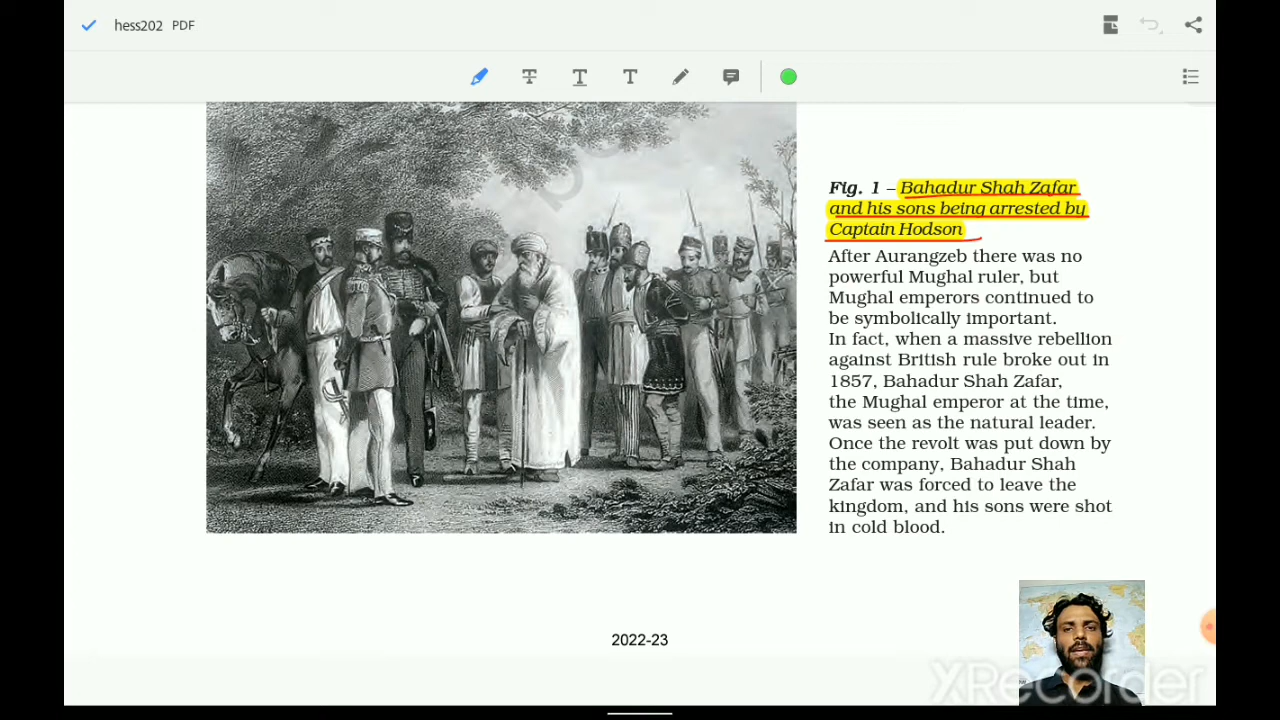 hess202 PDF
Fig. 1 – Bahadur Shah Zafar
and his sons being arrested by
Captain Hodson
After Aurangzeb there was no
powerful Mughal ruler, but
Mughal emperors continued to
be symbolically important.
In fact, when a massive rebellion
against British rule broke out in
1857, Bahadur Shah Zafar,
the Mughal emperor at the time,
was seen as the natural leader.
Once the revolt was put down by
the company, Bahadur Shah
Zafar was forced to leave the
kingdom, and his sons were shot
in cold blood.
2022-23
XRecorder